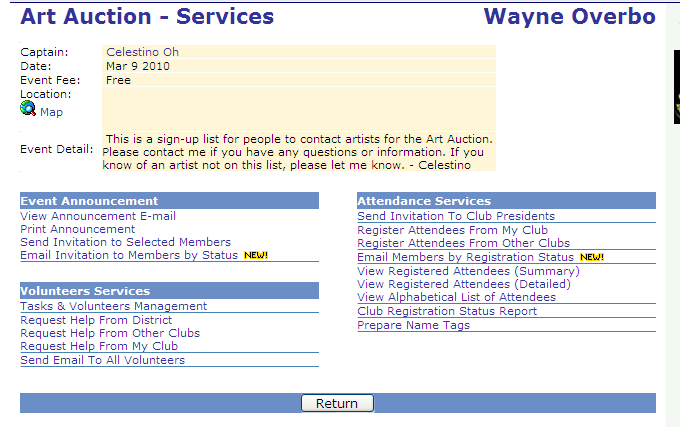 Art Auction - Services
Wayne Overbo
Captain: Celestino Oh
Date: Mar 9 2010
Event Fee: Free
Location:
Map
Event Detail: This is a sign-up list for people to contact artists for the Art Auction.
Please contact me if you have any questions or information. If you
know of an artist not on this list, please let me know. - Celestino
Event Announcement
View Announcement E-mail
Print Announcement
Send Invitation to Selected Members
Email Invitation to Members by Status NEW!
Volunteers Services
Tasks & Volunteers Management
Request Help From District
Request Help From Other Clubs
Request Help From My Club
Send Email To All Volunteers
Attendance Services
Send Invitation To Club Presidents
Register Attendees From My Club
Register Attendees From Other Clubs
Email Members by Registration Status NEW!
View Registered Attendees (Summary)
View Registered Attendees (Detailed)
View Alphabetical List of Attendees
Club Registration Status Report
Prepare Name Tags
Return